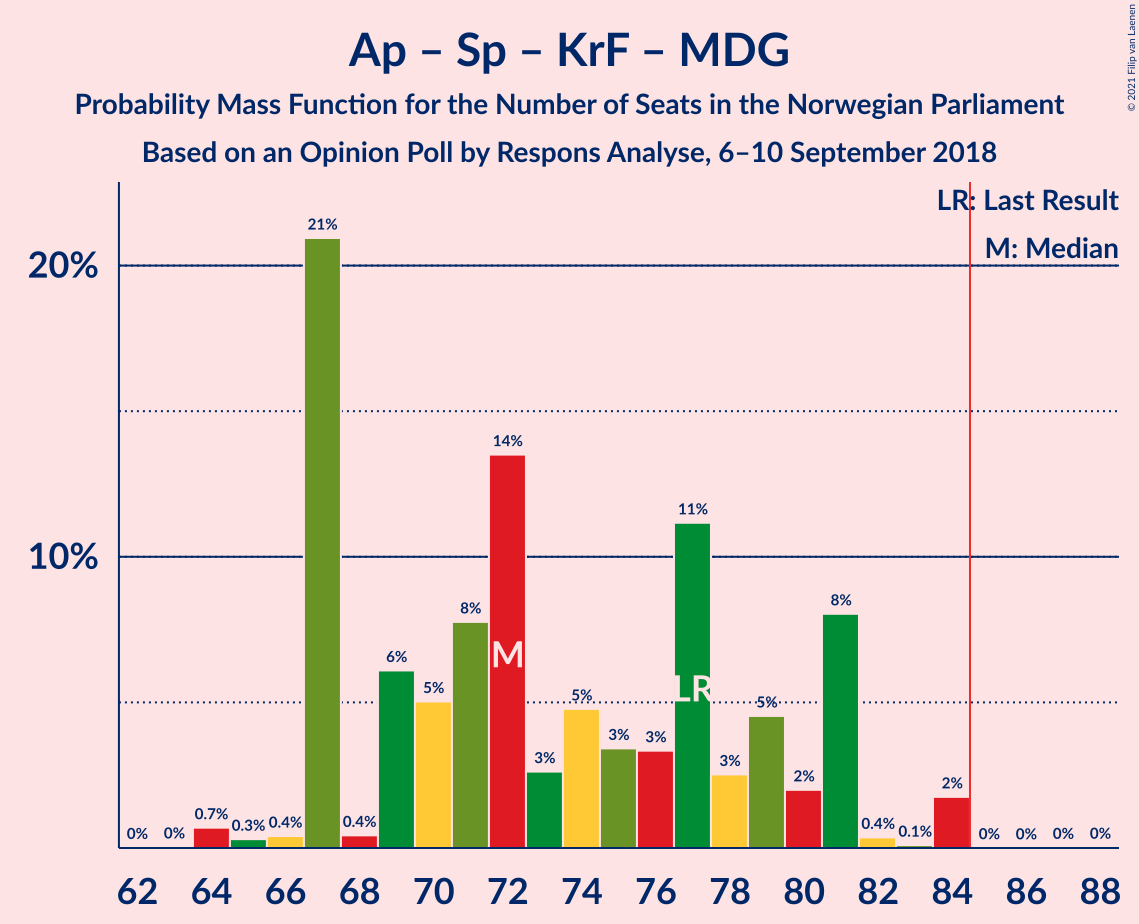 Ap – Sp – KrF – MDG
Probability Mass Function for the Number of Seats in the Norwegian Parliament
Based on an Opinion Poll by Respons Analyse, 6–10 September 2018
© 2021 Filip van Laenen
LR: Last Result
M: Median
20%
10%
0% 0% 0.7% 0.3% 0.4% 21% 0.4% 6% 5% 8% 14% 3% 5% 3% 3% 11% 3% 5% 2% 8% 0.4% 0.1% 2% 0% 0% 0% 0%
M
LR
62 64 66 68 70 72 74 76 78 80 82 84 86 88